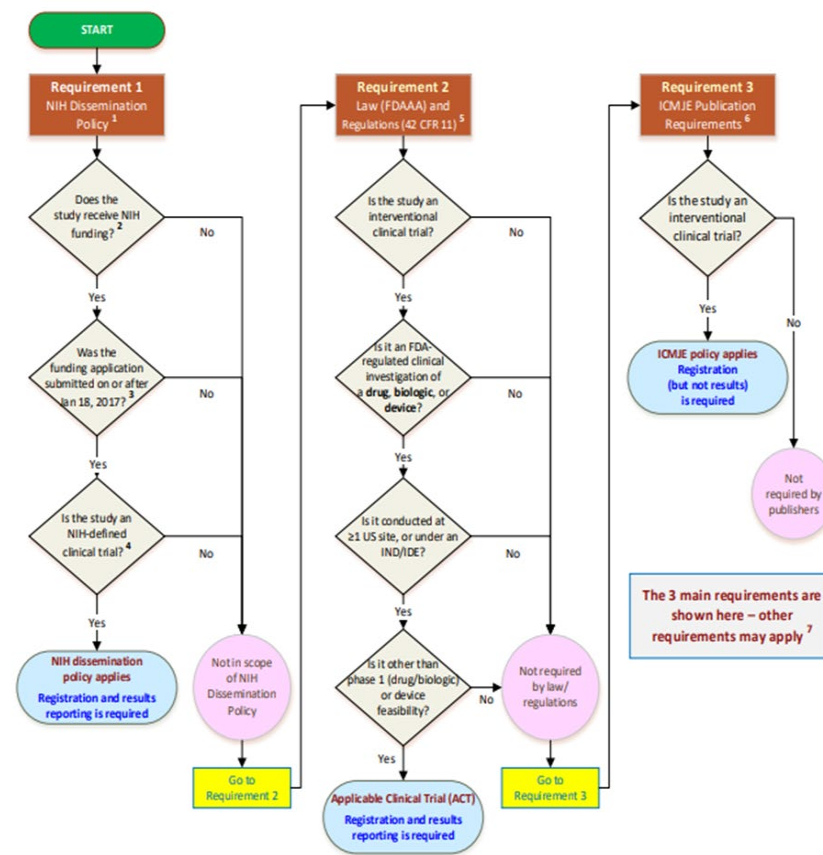 START
Requirement 1
NIH Dissemination
Policy 1
Does the
study receive NIH
funding? 2
No
Yes
Was the
funding application
submitted on or after
Jan 18, 2017? 3
No
Yes
Is the study an
NIH-defined
clinical trial? 4
No
Yes
NIH dissemination
policy applies
Registration and results
reporting is required
Not in scope
of NIH
Dissemination
Policy
Go to
Requirement 2
Requirement 2
Law (FDAAA) and
Regulations (42 CFR 11) 5
Is the study an
interventional
clinical trial?
No
Yes
Is it an FDA-
regulated clinical
investigation of
a drug, biologic, or
device?
No
Yes
Is it conducted at
≥1 US site, or under an
IND/IDE?
No
Yes
Is it other than
phase 1 (drug/biologic)
or device
feasibility?
No
Yes
Not required
by law/
regulations
Applicable Clinical Trial (ACT)
Registration and results
reporting is required
Go to
Requirement 3
Requirement 3
ICMJE Publication
Requirements 6
Is the study an
interventional
clinical trial?
Yes
No
ICMJE policy applies
Registration
(but not results)
is required
Not
required by
publishers
The 3 main requirements are
shown here – other
requirements may apply 7